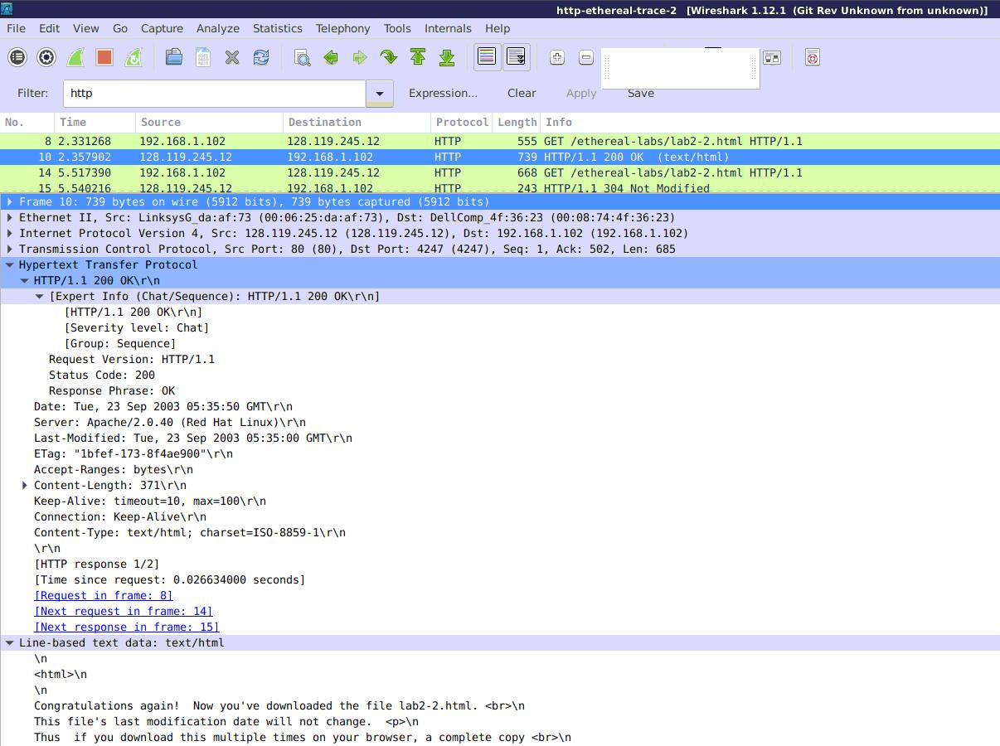 http-ethereal-trace-2 [Wireshark 1.12.1 (Git Rev Unknown from unknown)]
File Edit View Go Capture Analyze Statistics Telephony Tools Internals Help
Filter: http Expression... Clear Apply Save
No. Time Source Destination Protocol Length Info
8 2.331268 192.168.1.102 128.119.245.12 HTTP 555 GET /ethereal-labs/lab2-2.html HTTP/1.1
10 2.357902 128.119.245.12 192.168.1.102 HTTP 739 HTTP/1.1 200 OK (text/html)
14 5.517390 192.168.1.102 128.119.245.12 HTTP 668 GET /ethereal-labs/lab2-2.html HTTP/1.1
15 5.540216 128.119.245.12 192.168.1.102 HTTP 243 HTTP/1.1 304 Not Modified
Frame 10: 739 bytes on wire (5912 bits), 739 bytes captured (5912 bits)
Ethernet II, Src: LinksysG_da:af:73 (00:06:25:da:af:73), Dst: DellComp_4f:36:23 (00:08:74:4f:36:23)
Internet Protocol Version 4, Src: 128.119.245.12 (128.119.245.12), Dst: 192.168.1.102 (192.168.1.102)
Transmission Control Protocol, Src Port: 80 (80), Dst Port: 4247 (4247), Seq: 1, Ack: 502, Len: 685
Hypertext Transfer Protocol
HTTP/1.1 200 OK\r\n
[Expert Info (Chat/Sequence): HTTP/1.1 200 OK\r\n]
[HTTP/1.1 200 OK\r\n]
[Severity level: Chat]
[Group: Sequence]
Request Version: HTTP/1.1
Status Code: 200
Response Phrase: OK
Date: Tue, 23 Sep 2003 05:35:50 GMT\r\n
Server: Apache/2.0.40 (Red Hat Linux)\r\n
Last-Modified: Tue, 23 Sep 2003 05:35:00 GMT\r\n
ETag: "1bfef-173-8f4ae900"\r\n
Accept-Ranges: bytes\r\n
Content-Length: 371\r\n
Keep-Alive: timeout=10, max=100\r\n
Connection: Keep-Alive\r\n
Content-Type: text/html; charset=ISO-8859-1\r\n
\r\n
[HTTP response 1/2]
[Time since request: 0.026634000 seconds]
[Request in frame: 8]
[Next request in frame: 14]
[Next response in frame: 15]
Line-based text data: text/html
\n
<html>\n
\n
Congratulations again!  Now you've downloaded the file lab2-2.html. <br>\n
This file's last modification date will not change.  <p>\n
Thus  if you download this multiple times on your browser, a complete copy <br>\n